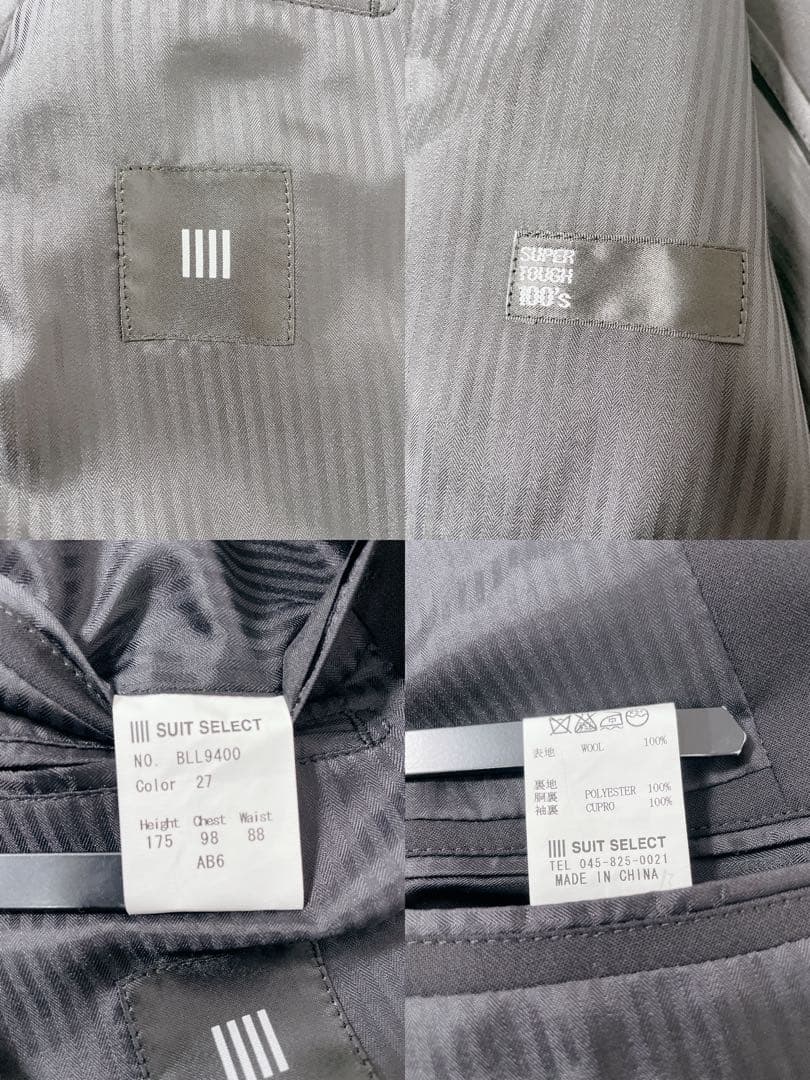 SUPER
TOUGH
100's
SUIT SELECT
NO. BLL9400
Color 27
Height Chest Waist
175 98 88
AB6
表地 WOOL 100%
裏地
胴裏 POLYESTER 100%
袖裏 CUPRO 100%
SUIT SELECT
TEL 045-825-0021
MADE IN CHINA